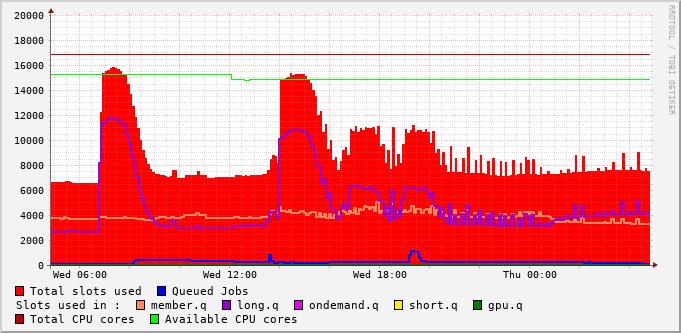 20000
18000
16000
14000
12000
10000
8000
6000
4000
2000
0
Wed 06:00 Wed 12:00 Wed 18:00 Thu 00:00
Total slots used Queued Jobs
Slots used in : member.q long.q ondemand.q short.q gpu.q
Total CPU cores Available CPU cores
RRDTOOL / TOBI OETIKER